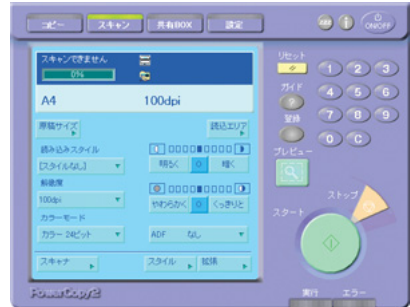 コピー スキャン 共有BOX 設定
ON/OFF
スキャンできません
0%
A4 100dpi
原稿サイズ 読込エリア
読み込みスタイル
[スタイルなし] 明るく 0 暗く
解像度
100dpi やわらかく 0 くっきりと
カラーモード
カラー 24ビット ADF なし
スキャナ スタイル 拡張
PowerCopy2
リセット
1 2 3
ガイド
? 4 5 6
登録
7 8 9
0 C
プレビュー
ストップ
スタート
実行 エラー